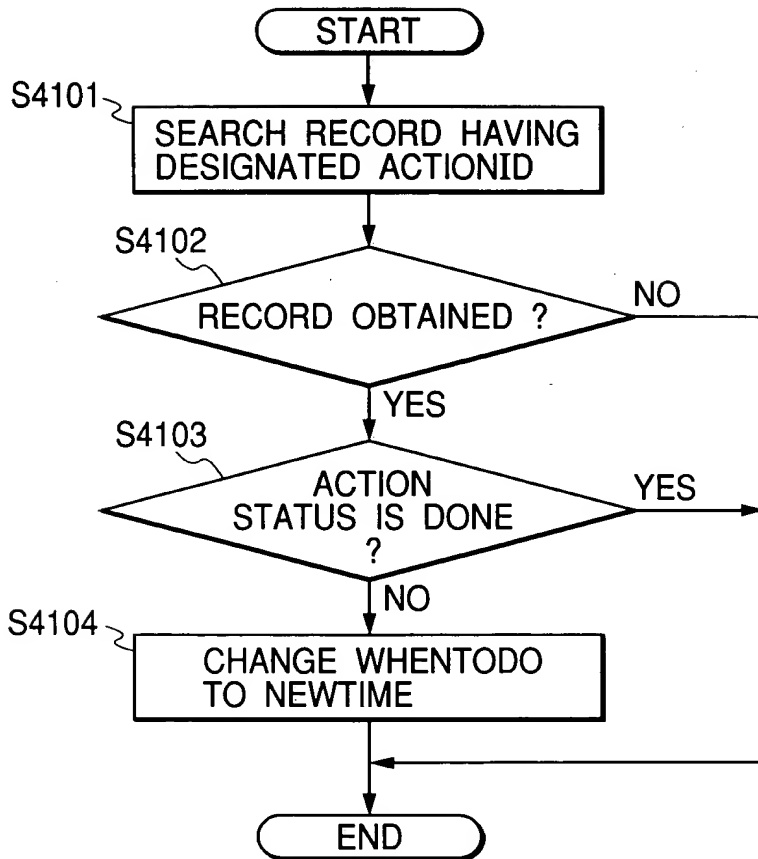 START
S4101
SEARCH RECORD HAVING
DESIGNATED ACTIONID
S4102
RECORD OBTAINED ?
NO
YES
S4103
ACTION
STATUS IS DONE
?
YES
NO
S4104
CHANGE WHENTODO
TO NEWTIME
END